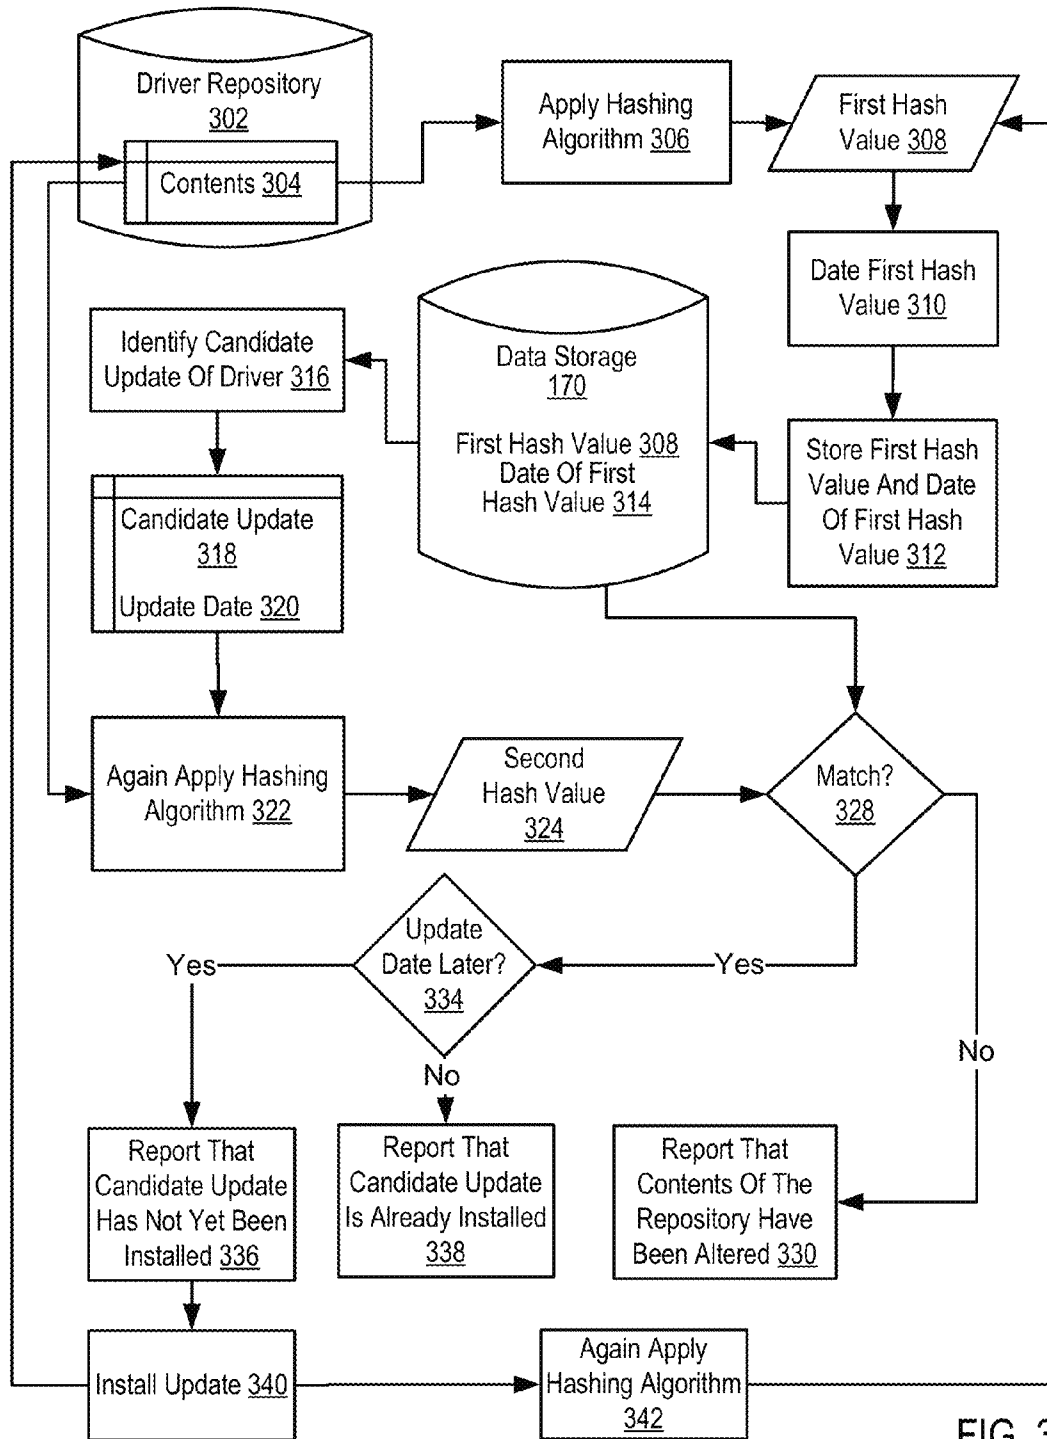 Driver Repository
302
Contents 304
Apply Hashing
Algorithm 306
First Hash
Value 308
Date First Hash
Value 310
Identify Candidate
Update Of Driver 316
Data Storage
170
First Hash Value 308
Date Of First
Hash Value 314
Store First Hash
Value And Date
Of First Hash
Value 312
Candidate Update
318
Update Date 320
Again Apply Hashing
Algorithm 322
Second
Hash Value
324
Match?
328
Update
Date Later?
334
Yes
Yes
No
No
Report That
Candidate Update
Has Not Yet Been
Installed 336
Report That
Candidate Update
Is Already Installed
338
Report That
Contents Of The
Repository Have
Been Altered 330
Install Update 340
Again Apply
Hashing Algorithm
342
FIG. 3